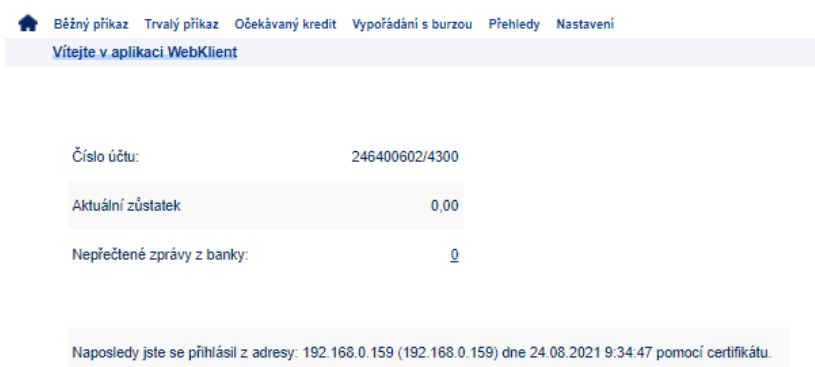 Běžný příkaz Trvalý příkaz Očekávaný kredit Vypořádání s burzou Přehledy Nastavení
Vítejte v aplikaci WebKlient
Číslo účtu: 246400602/4300
Aktuální zůstatek 0,00
Nepřečtené zprávy z banky: 0
Naposledy jste se přihlásil z adresy: 192.168.0.159 (192.168.0.159) dne 24.08.2021 9:34:47 pomocí certifikátu.